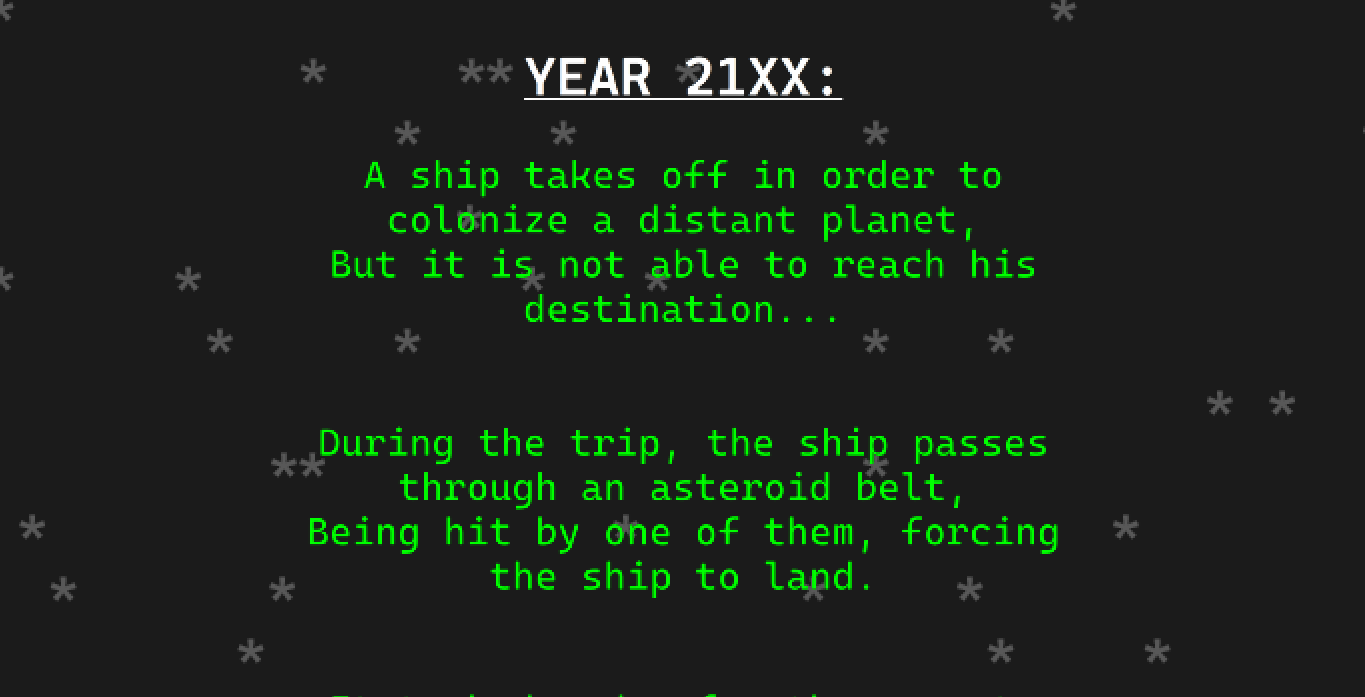 YEAR 21XX:
A ship takes off in order to
colonize a distant planet,
But it is not able to reach his
destination...
During the trip, the ship passes
through an asteroid belt,
Being hit by one of them, forcing
the ship to land.